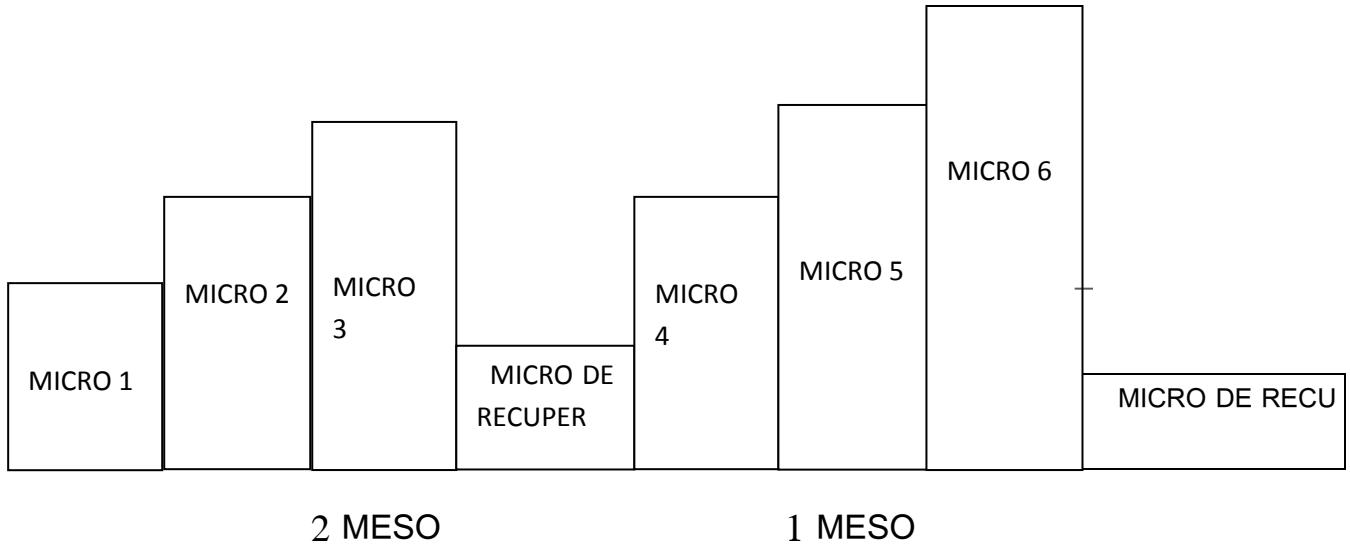 MICRO 1
MICRO 2
MICRO
3
MICRO DE
RECUPER
MICRO
4
MICRO 5
MICRO 6
MICRO DE RECU
2 MESO
1 MESO